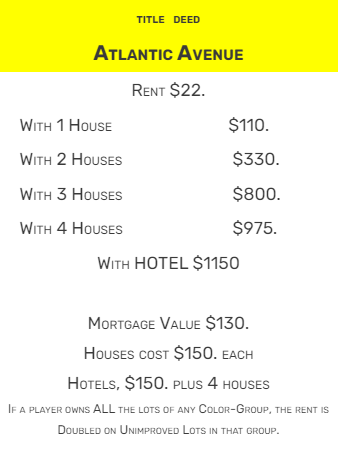 TITLE DEED
ATLANTIC AVENUE
RENT $22.
WITH 1 HOUSE $110.
WITH 2 HOUSES $330.
WITH 3 HOUSES $800.
WITH 4 HOUSES $975.
WITH HOTEL $1150
MORTGAGE VALUE $130.
HOUSES COST $150. EACH
HOTELS, $150. PLUS 4 HOUSES
IF A PLAYER OWNS ALL THE LOTS OF ANY COLOR-GROUP, THE RENT IS
DOUBLED ON UNIMPROVED LOTS IN THAT GROUP.